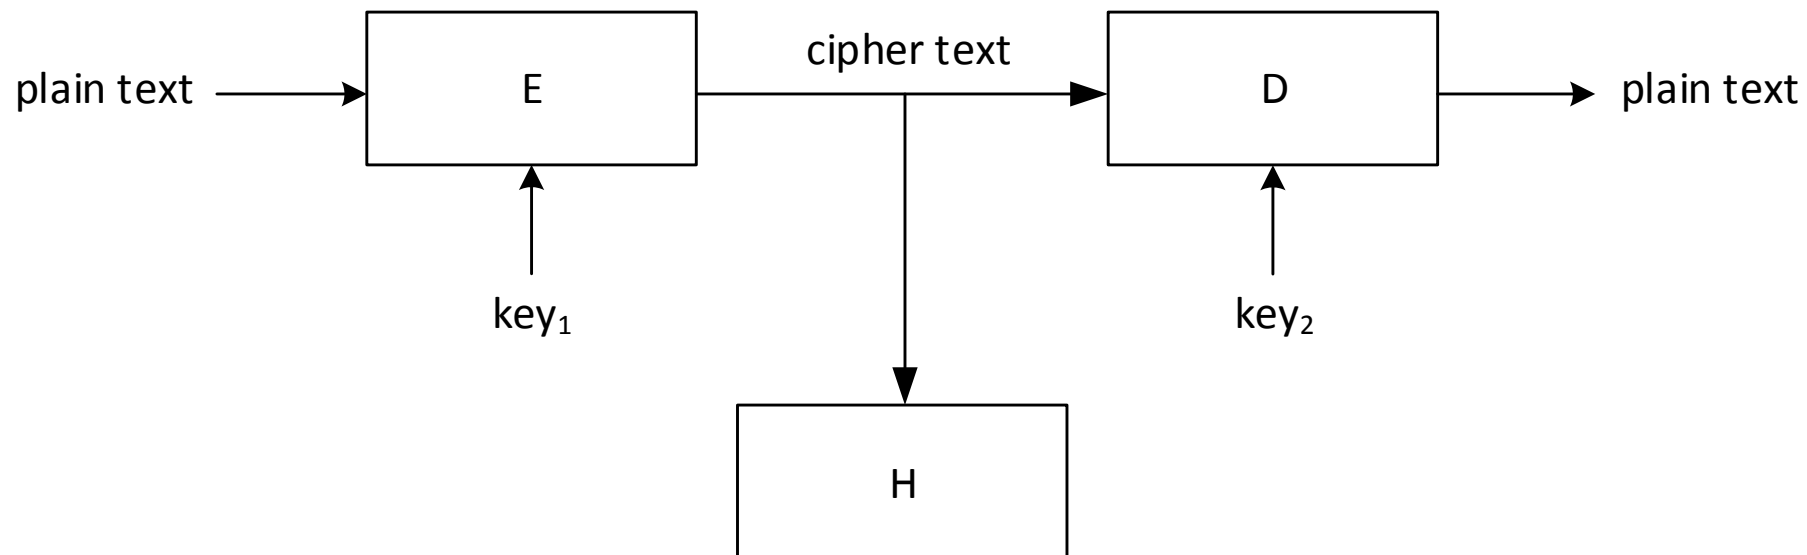 cipher text
plain text
E
D
plain text
key₁
key₂
H